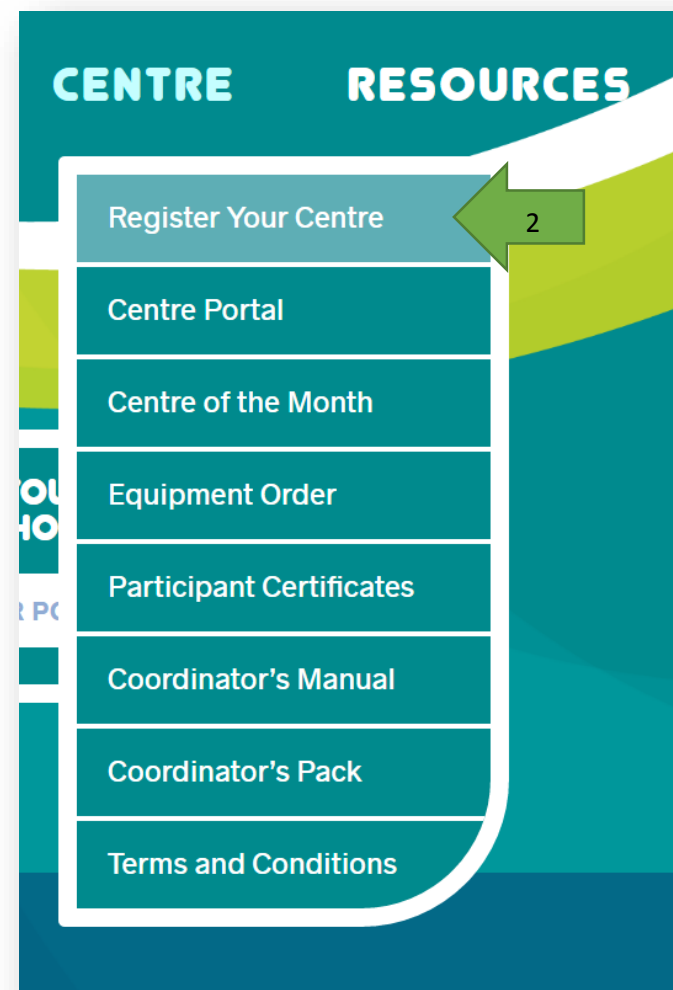 CENTRE RESOURCES
Register Your Centre
2
Centre Portal
Centre of the Month
Equipment Order
Participant Certificates
Coordinator’s Manual
Coordinator’s Pack
Terms and Conditions